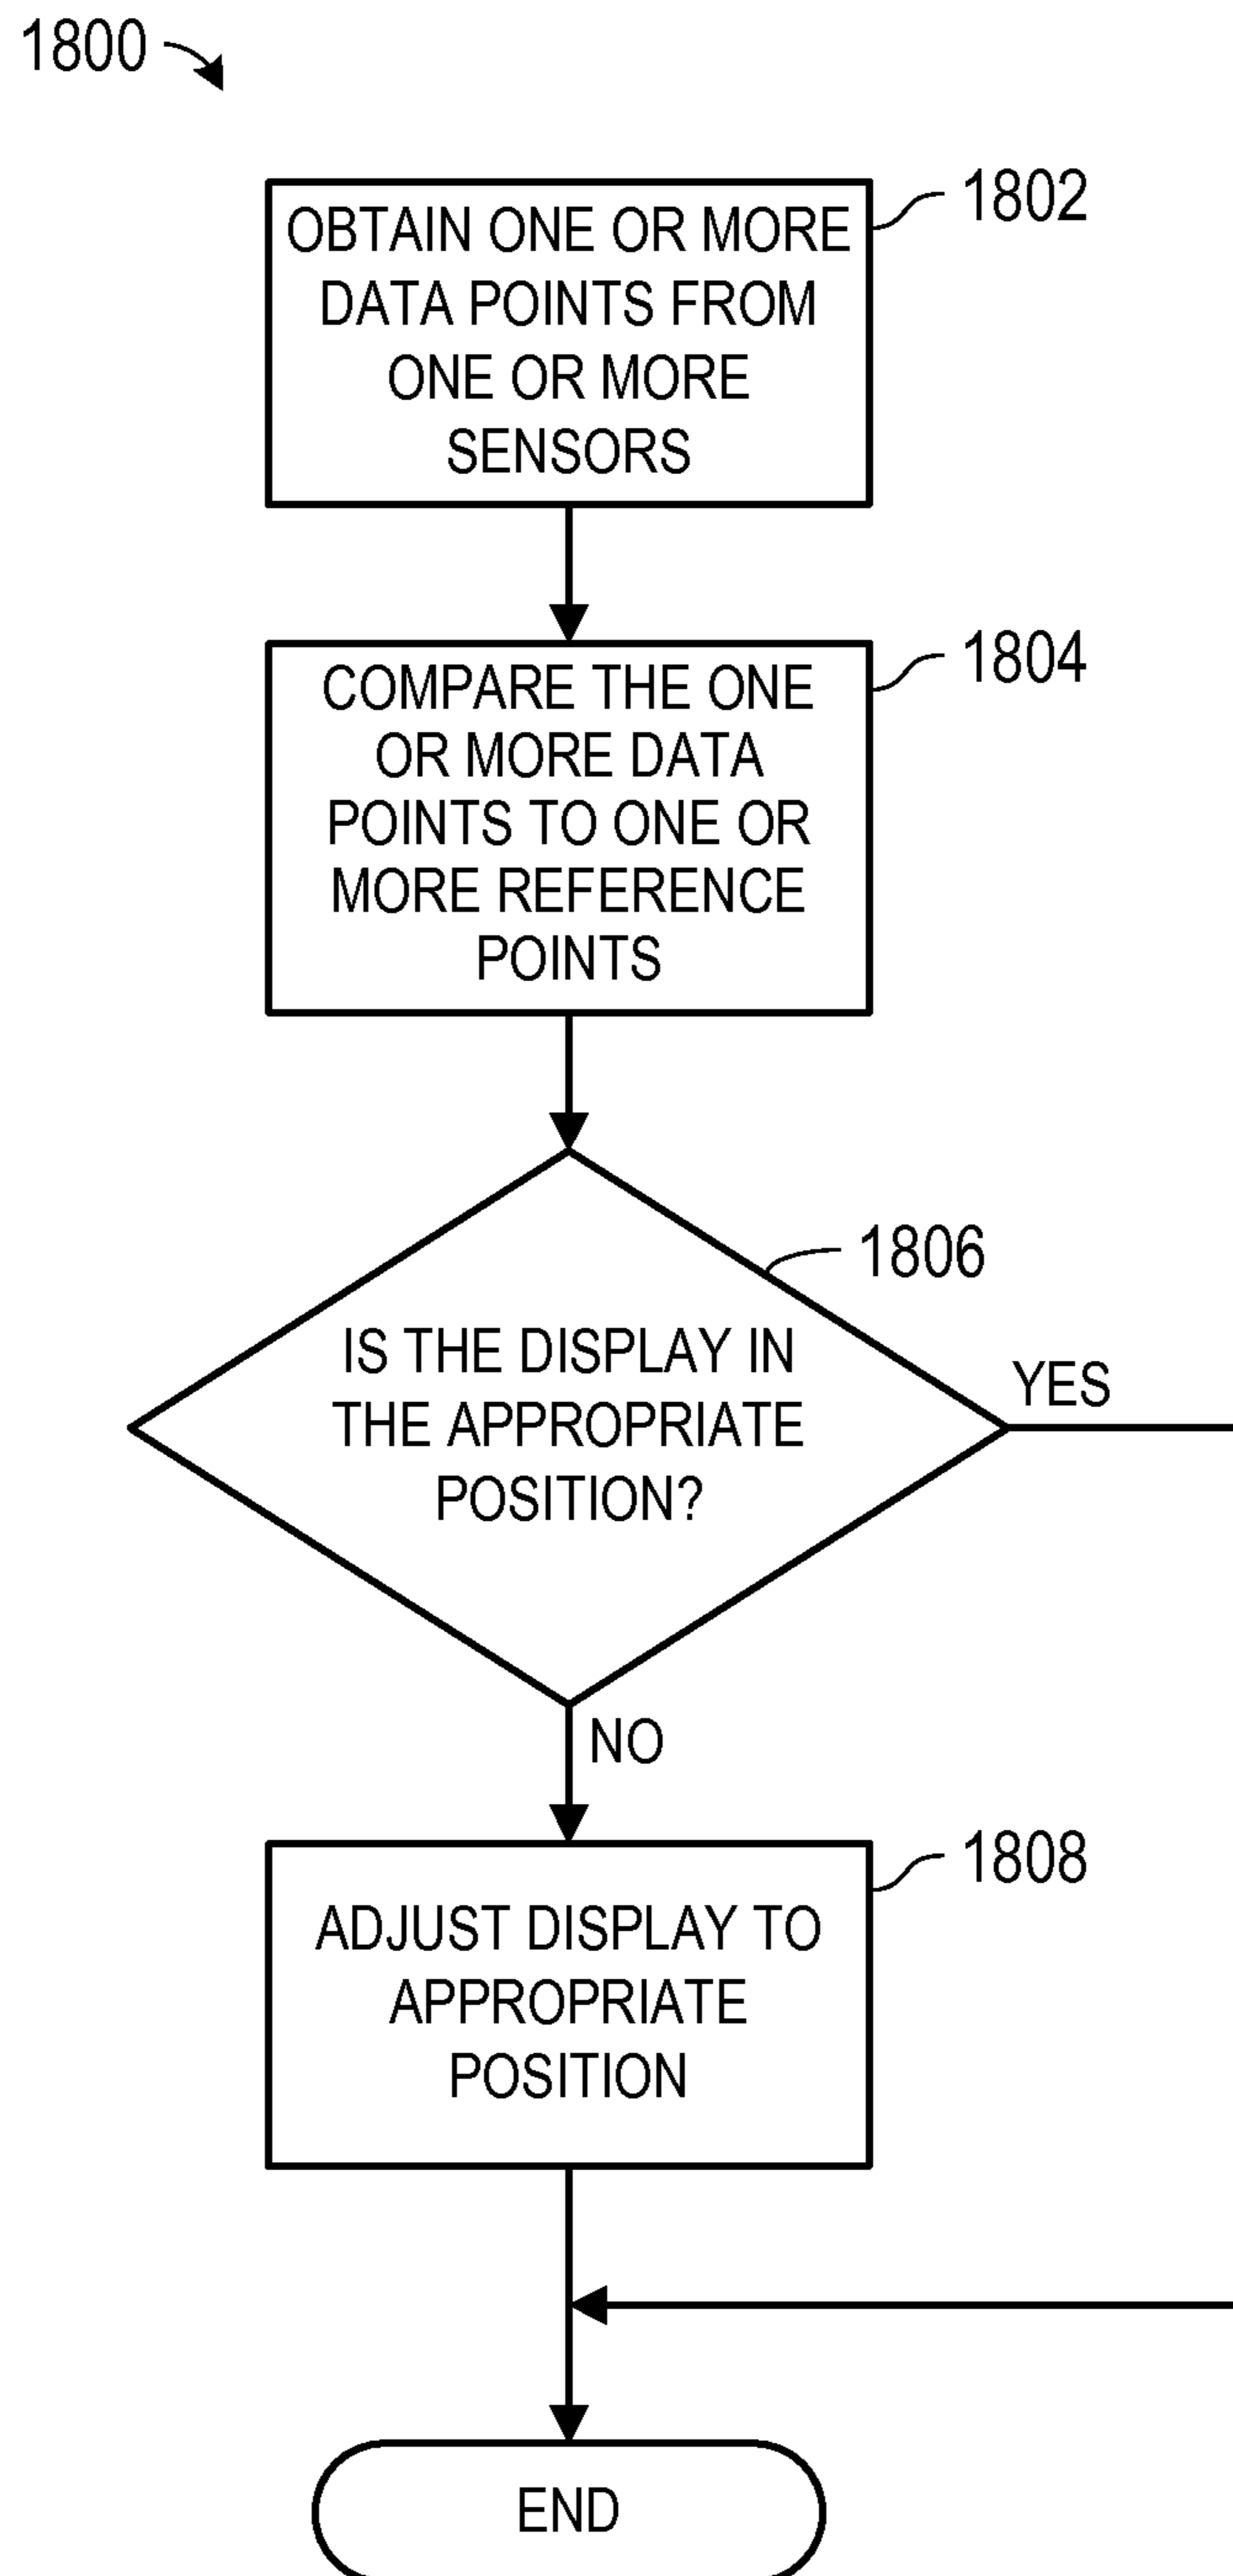 1800
1802
OBTAIN ONE OR MORE
DATA POINTS FROM
ONE OR MORE
SENSORS
1804
COMPARE THE ONE
OR MORE DATA
POINTS TO ONE OR
MORE REFERENCE
POINTS
1806
IS THE DISPLAY IN
THE APPROPRIATE
POSITION?
YES
NO
1808
ADJUST DISPLAY TO
APPROPRIATE
POSITION
END